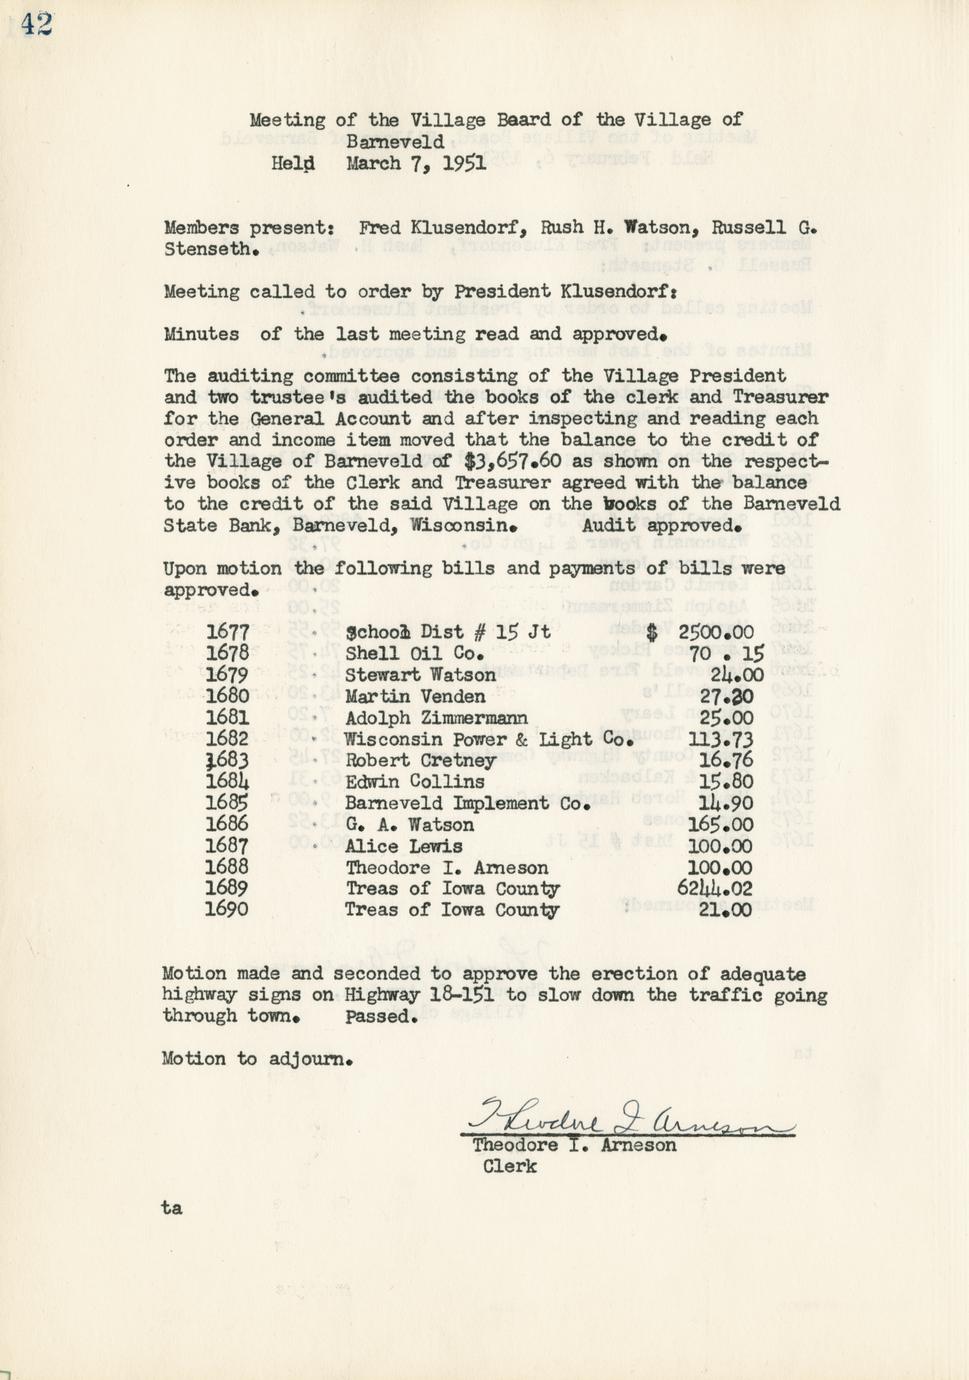 42
Meeting of the Village Board of the Village of
Barneveld
Held March 7, 1951
Members present: Fred Klusendorf, Rush H. Watson, Russell G.
Stenseth.
Meeting called to order by President Klusendorf:
Minutes of the last meeting read and approved.
The auditing committee consisting of the Village President
and two trustee's audited the books of the clerk and Treasurer
for the General Account and after inspecting and reading each
order and income item moved that the balance to the credit of
the Village of Barneveld of $3,657.60 as shown on the respect-
ive books of the Clerk and Treasurer agreed with the balance
to the credit of the said Village on the books of the Barneveld
State Bank, Barneveld, Wisconsin. Audit approved.
Upon motion the following bills and payments of bills were
approved.
1677 School Dist # 15 Jt $ 2500.00
1678 Shell Oil Co. 70 . 15
1679 Stewart Watson 24.00
1680 Martin Venden 27.20
1681 Adolph Zimmermann 25.00
1682 Wisconsin Power & Light Co. 113.73
1683 Robert Cretney 16.76
1684 Edwin Collins 15.80
1685 Barneveld Implement Co. 14.90
1686 G. A. Watson 165.00
1687 Alice Lewis 100.00
1688 Theodore I. Arneson 100.00
1689 Treas of Iowa County 6244.02
1690 Treas of Iowa County 21.00
Motion made and seconded to approve the erection of adequate
highway signs on Highway 18-151 to slow down the traffic going
through town. Passed.
Motion to adjourn.
Theodore I Arneson
Theodore I. Arneson
Clerk
ta